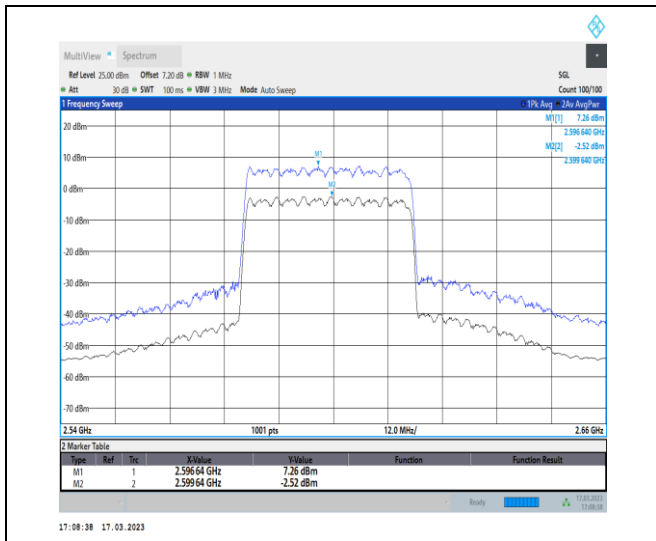 MultiView Spectrum
Ref Level 25.00 dBm Offset 7.20 dB RBW 1 MHz SGL
Att 30 dB SWT 100 ms VBW 3 MHz Mode Auto Sweep Count 100/100
1 Frequency Sweep 1Pk Avg 2Av AvgPwr
M1[1] 7.26 dBm
2.596 640 GHz
M2[2] -2.52 dBm
2.599 640 GHz
20 dBm
10 dBm
M1
M2
0 dBm
-10 dBm
-20 dBm
-30 dBm
-40 dBm
-50 dBm
-60 dBm
-70 dBm
2.54 GHz 1001 pts 12.0 MHz/ 2.66 GHz
2 Marker Table
Type Ref Trc X-Value Y-Value Function Function Result
M1 1 2.596 64 GHz 7.26 dBm
M2 2 2.599 64 GHz -2.52 dBm
Ready 17.03.2023
17:08:38
17:08:38 17.03.2023